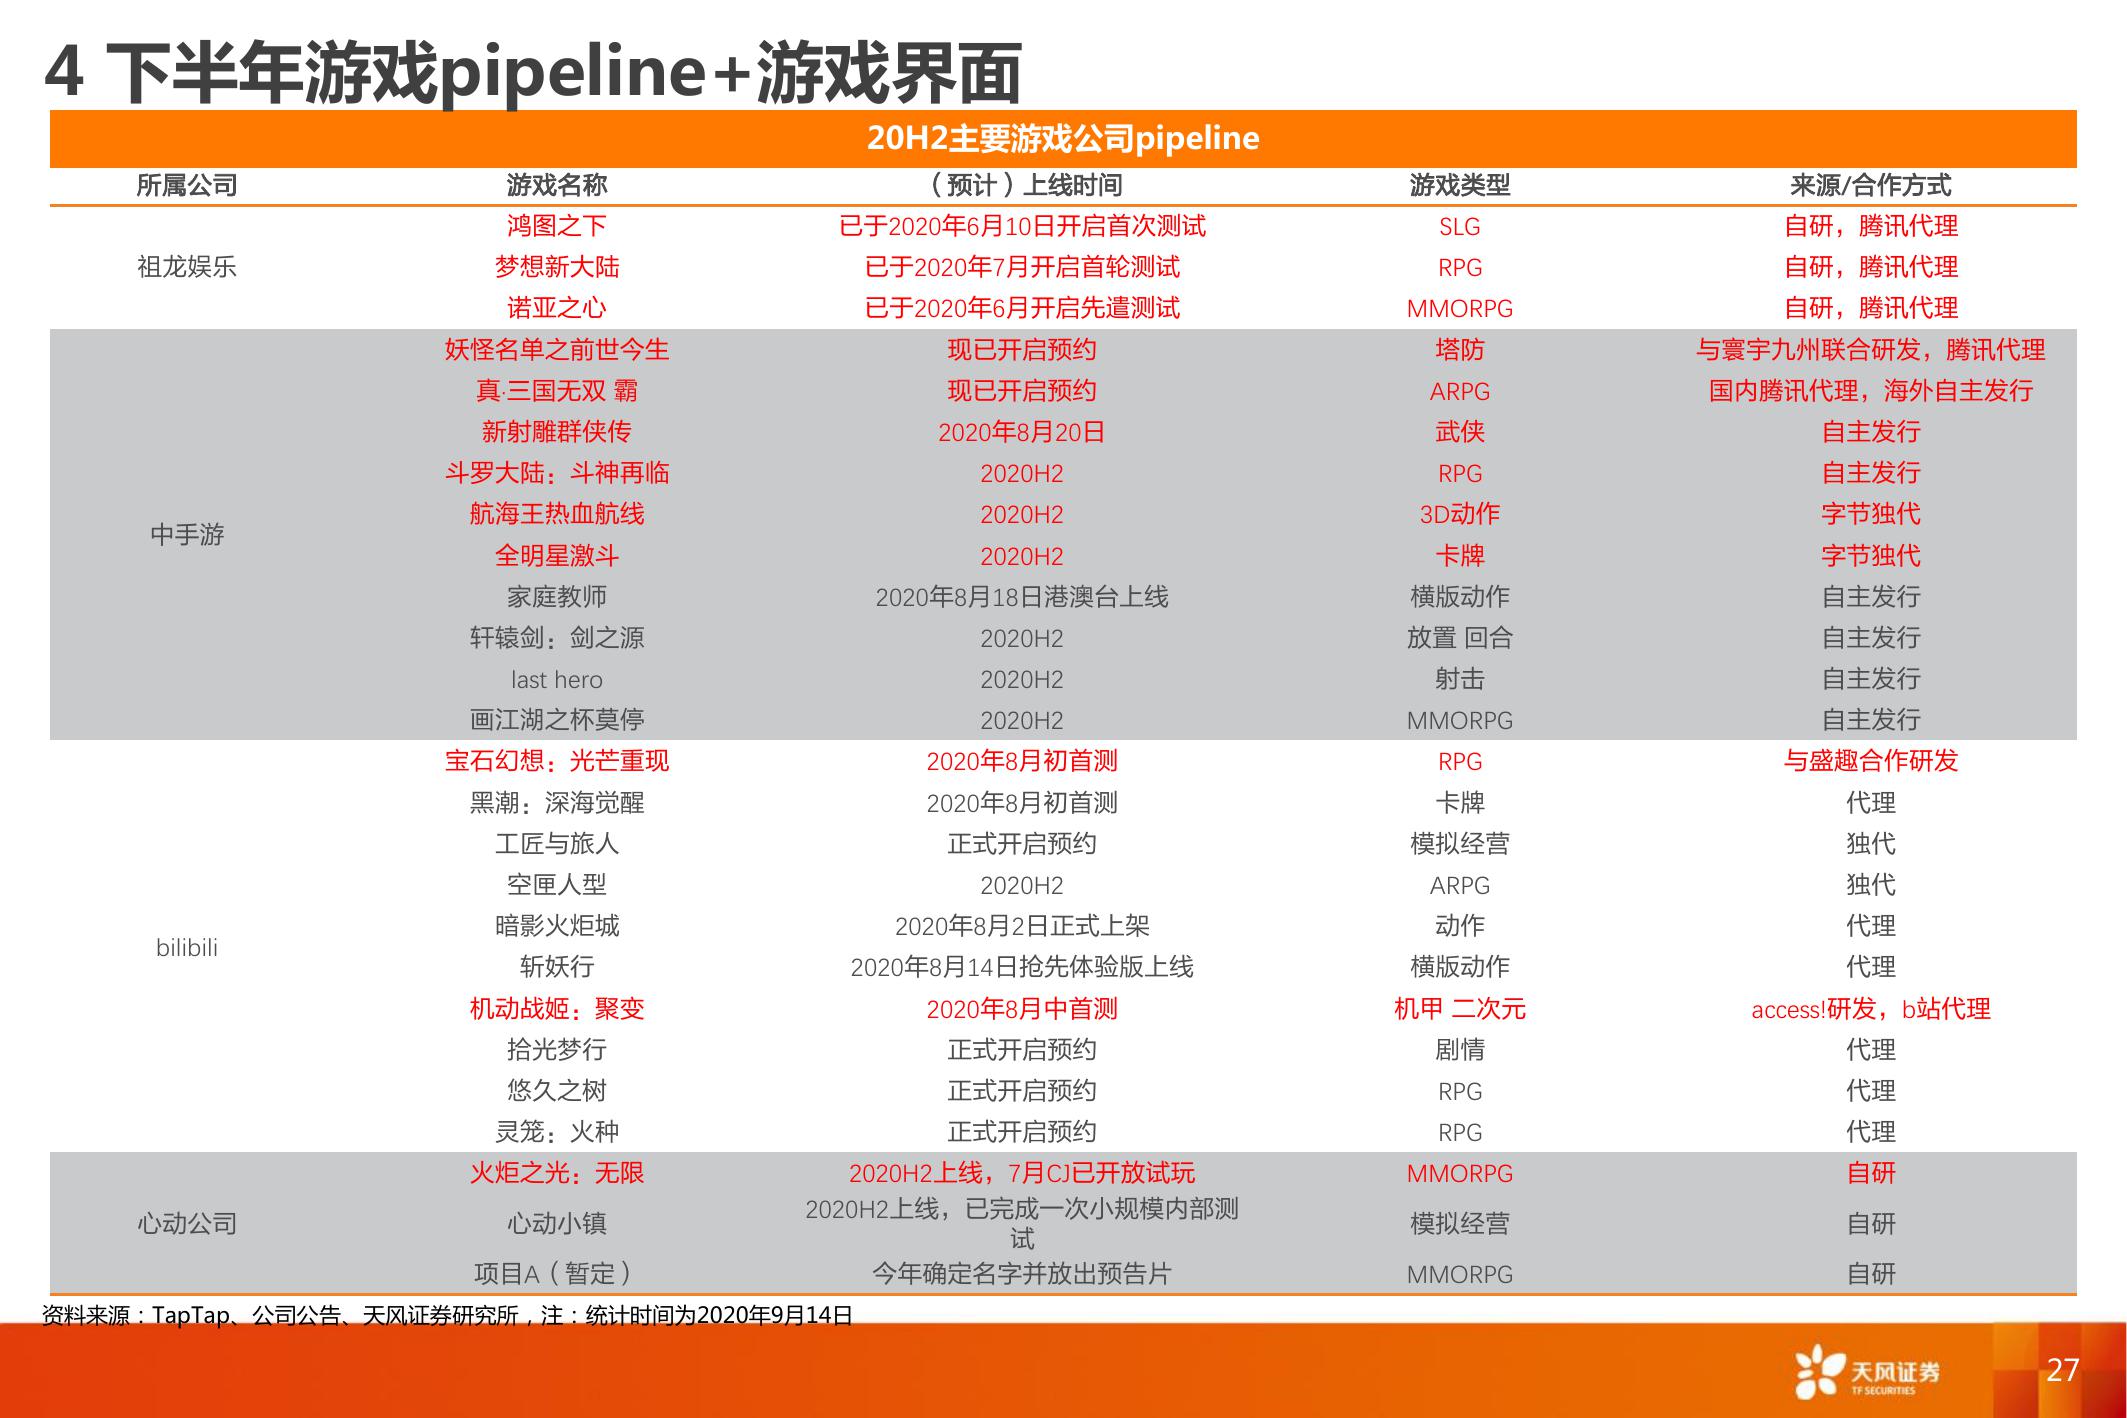 4 下半年游戏pipeline+游戏界面
20H2主要游戏公司pipeline
所属公司 游戏名称 （预计）上线时间 游戏类型 来源/合作方式
祖龙娱乐
鸿图之下 已于2020年6月10日开启首次测试 SLG 自研，腾讯代理
梦想新大陆 已于2020年7月开启首轮测试 RPG 自研，腾讯代理
诺亚之心 已于2020年6月开启先遣测试 MMORPG 自研，腾讯代理
中手游
妖怪名单之前世今生 现已开启预约 塔防 与寰宇九州联合研发，腾讯代理
真·三国无双 霸 现已开启预约 ARPG 国内腾讯代理，海外自主发行
新射雕群侠传 2020年8月20日 武侠 自主发行
斗罗大陆：斗神再临 2020H2 RPG 自主发行
航海王热血航线 2020H2 3D动作 字节独代
全明星激斗 2020H2 卡牌 字节独代
家庭教师 2020年8月18日港澳台上线 横版动作 自主发行
轩辕剑：剑之源 2020H2 放置 回合 自主发行
last hero 2020H2 射击 自主发行
画江湖之杯莫停 2020H2 MMORPG 自主发行
bilibili
宝石幻想：光芒重现 2020年8月初首测 RPG 与盛趣合作研发
黑潮：深海觉醒 2020年8月初首测 卡牌 代理
工匠与旅人 正式开启预约 模拟经营 独代
空匣人型 2020H2 ARPG 独代
暗影火炬城 2020年8月2日正式上架 动作 代理
斩妖行 2020年8月14日抢先体验版上线 横版动作 代理
机动战姬：聚变 2020年8月中首测 机甲 二次元 access!研发，b站代理
拾光梦行 正式开启预约 剧情 代理
悠久之树 正式开启预约 RPG 代理
灵笼：火种 正式开启预约 RPG 代理
心动公司
火炬之光：无限 2020H2上线，7月CJ已开放试玩 MMORPG 自研
心动小镇 2020H2上线，已完成一次小规模内部测
试 模拟经营 自研
项目A（暂定） 今年确定名字并放出预告片 MMORPG 自研
资料来源：TapTap、公司公告、天风证券研究所，注：统计时间为2020年9月14日
天风证券
TF SECURITIES
27